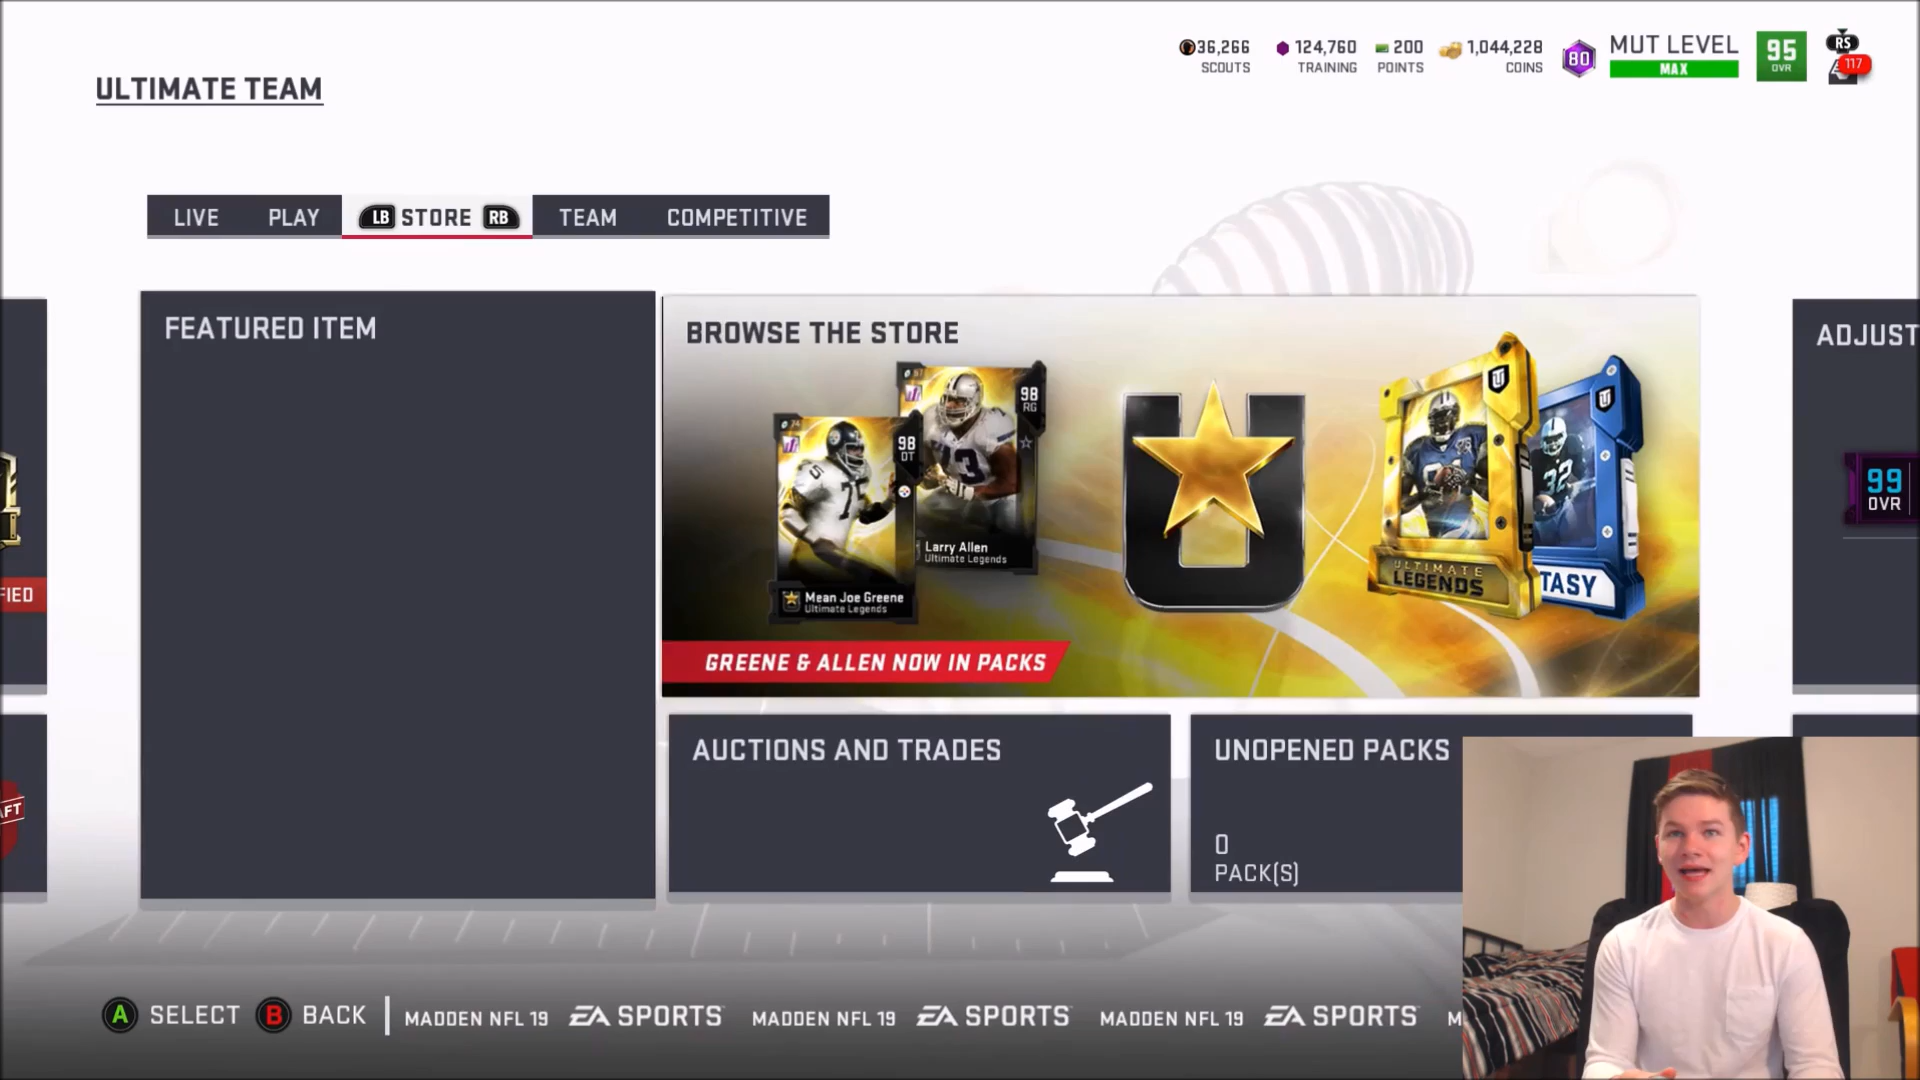 36,266
SCOUTS
124,760
TRAINING
200
POINTS
1,044,228
COINS
80
MUT LEVEL
MAX
95
OVR
RS
117
ULTIMATE TEAM
LIVE
PLAY
LB STORE RB
TEAM
COMPETITIVE
FEATURED ITEM
BROWSE THE STORE
98
RG
73
Larry Allen
Ultimate Legends
98
DT
75
Mean Joe Greene
Ultimate Legends
U
ULTIMATE
LEGENDS
32
TASY
GREENE & ALLEN NOW IN PACKS
ADJUST
99
OVR
FIED
AFT
AUCTIONS AND TRADES
UNOPENED PACKS
0
PACK(S)
A SELECT B BACK
MADDEN NFL 19 EA SPORTS MADDEN NFL 19 EA SPORTS MADDEN NFL 19 EA SPORTS M